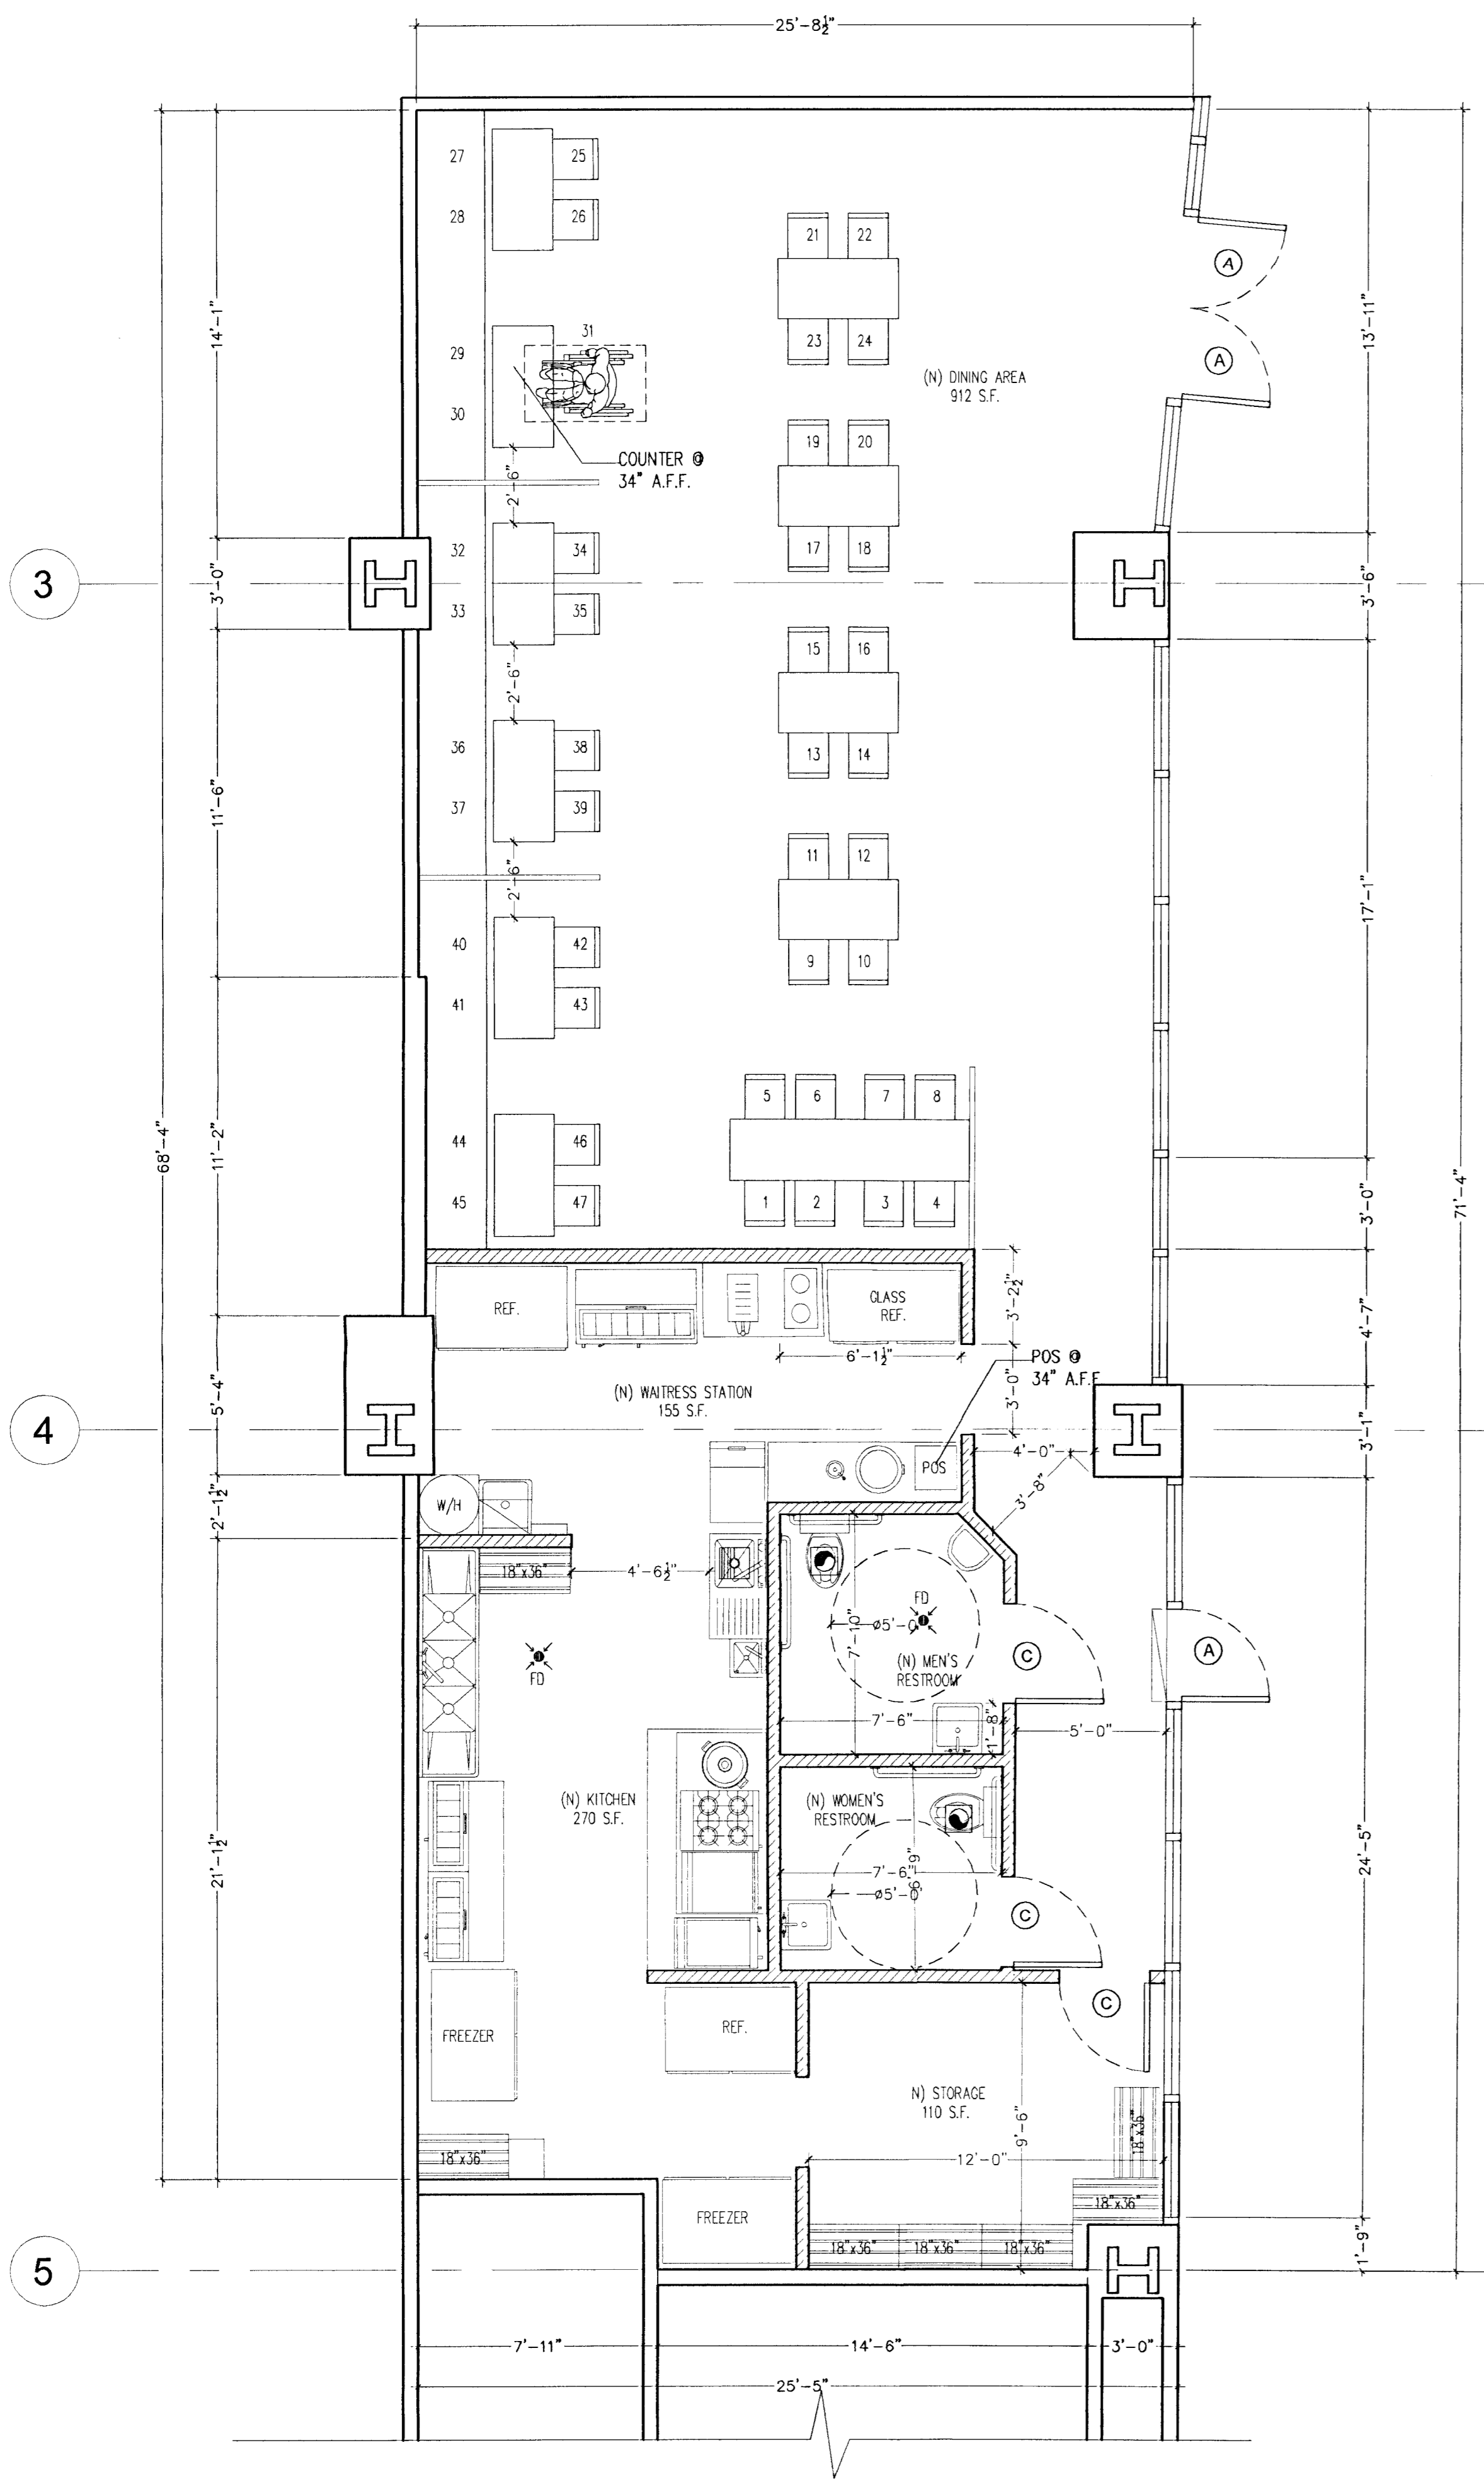 25'-8½"
27
25
28
26
21
22
A
14'-1"
13'-11"
29
31
23
24
A
(N) DINING AREA
912 S.F.
30
19
20
COUNTER @
34" A.F.F.
2'-6"
32
34
17
18
3
3'-0"
3'-6"
33
35
15
16
2'-6"
36
38
13
14
11'-6"
37
39
11
12
2'-6"
17'-1"
40
42
9
10
41
43
5
6
7
8
68'-4"
11'-2"
44
46
71'-4"
45
47
1
2
3
4
3'-0"
REF.
GLASS
REF.
3'-2½"
4'-7"
6'-1½"
POS @
34" A.F.F
(N) WAITRESS STATION
155 S.F.
3'-0"
4
5'-4"
3'-1"
4'-0"
POS
3'-8"
W/H
2'-1½"
18"x36"
4'-6½"
FD
ø5'-0"
7'-10"
FD
(N) MEN'S
RESTROOM
C
A
7'-6"
1'-8"
5'-0"
(N) KITCHEN
270 S.F.
(N) WOMEN'S
RESTROOM
21'-1½"
24'-5"
7'-6"
6'-9"
ø5'-0"
C
C
FREEZER
REF.
N) STORAGE
110 S.F.
18"x36"
9'-6"
18"x36"
12'-0"
18"x36"
FREEZER
18"x36"
18"x36"
18"x36"
1'-9"
5
7'-11"
14'-6"
3'-0"
25'-5"